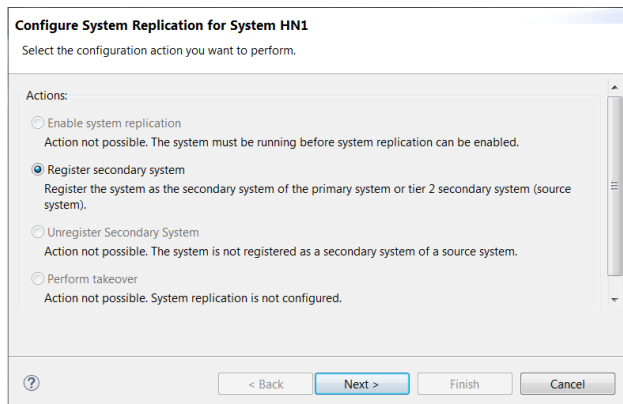 Configure System Replication for System HN1
Select the configuration action you want to perform.
Actions:
Enable system replication
Action not possible. The system must be running before system replication can be enabled.
Register secondary system
Register the system as the secondary system of the primary system or tier 2 secondary system (source
system).
Unregister Secondary System
Action not possible. The system is not registered as a secondary system of a source system.
Perform takeover
Action not possible. System replication is not configured.
? < Back Next > Finish Cancel